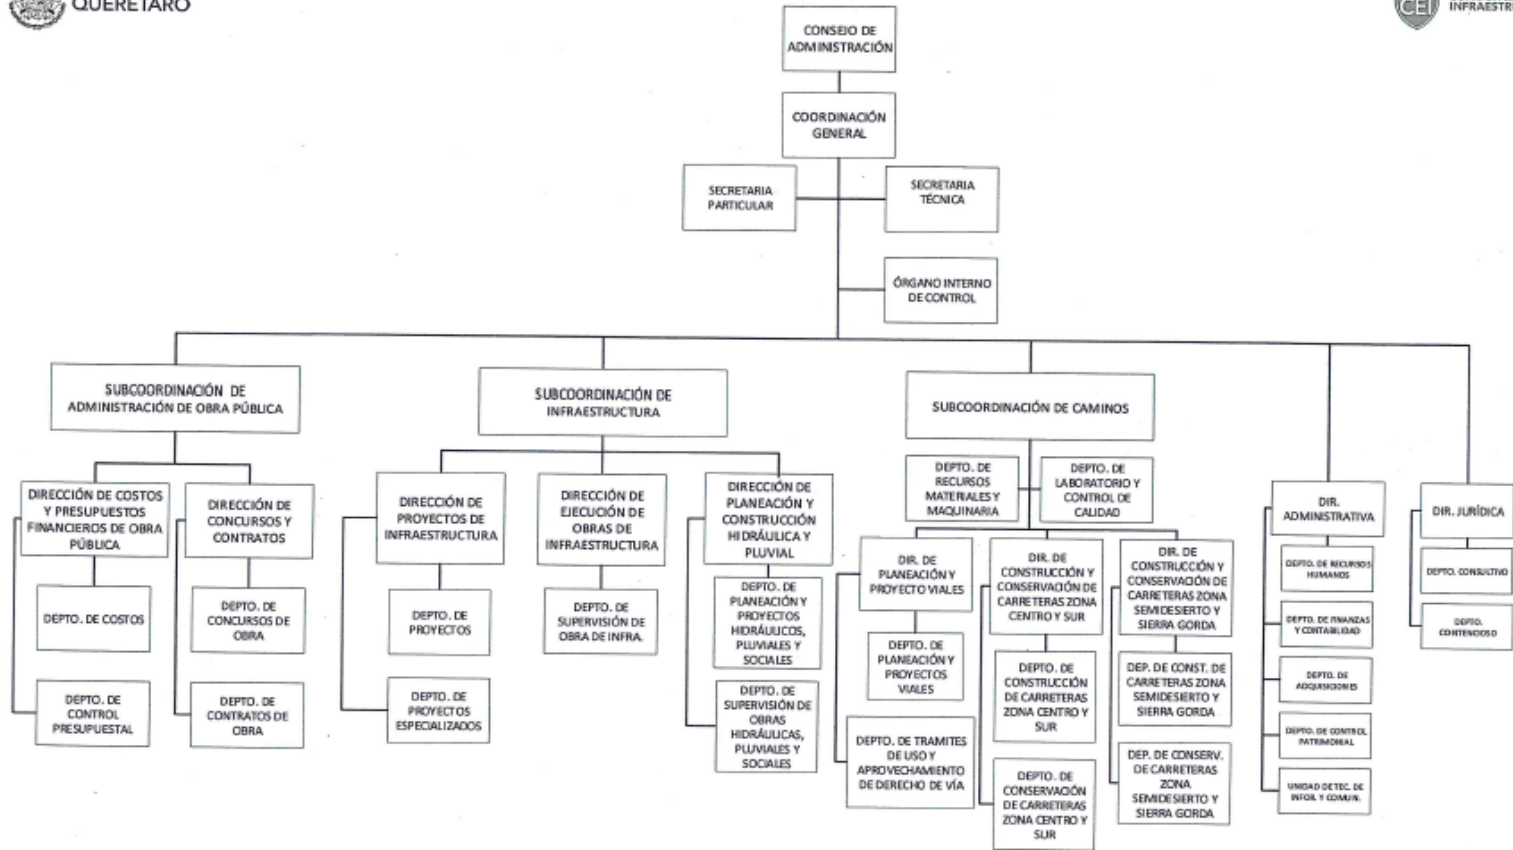 QUERÉTARO
CEI
CONSEJO DE
ADMINISTRACIÓN
COORDINACIÓN
GENERAL
SECRETARIA
PARTICULAR
SECRETARIA
TÉCNICA
ÓRGANO INTERNO
DE CONTROL
SUBCOORDINACIÓN DE
ADMINISTRACIÓN DE OBRA PÚBLICA
SUBCOORDINACIÓN DE
INFRAESTRUCTURA
SUBCOORDINACIÓN DE CAMINOS
DIRECCIÓN DE COSTOS
Y PRESUPUESTOS
FINANCIEROS DE OBRA
PÚBLICA
DEPTO. DE COSTOS
DEPTO. DE
CONTROL
PRESUPUESTAL
DIRECCIÓN DE
CONCURSOS Y
CONTRATOS
DEPTO. DE
CONCURSOS DE
OBRA
DEPTO. DE
CONTRATOS DE
OBRA
DIRECCIÓN DE
PROYECTOS DE
INFRAESTRUCTURA
DEPTO. DE
PROYECTOS
DEPTO. DE
PROYECTOS
ESPECIALIZADOS
DIRECCIÓN DE
EJECUCIÓN DE
OBRAS DE
INFRAESTRUCTURA
DEPTO. DE
SUPERVISIÓN DE
OBRA DE INFRA.
DIRECCIÓN DE
PLANEACIÓN Y
CONSTRUCCIÓN
HIDRÁULICA Y
PLUVIAL
DEPTO. DE
PLANEACIÓN Y
PROYECTOS
HIDRÁULICOS,
PLUVIALES Y
SOCIALES
DEPTO. DE
SUPERVISIÓN DE
OBRAS
HIDRÁULICAS,
PLUVIALES Y
SOCIALES
DEPTO. DE
RECURSOS
MATERIALES Y
MAQUINARIA
DEPTO. DE
LABORATORIO Y
CONTROL DE
CALIDAD
DIR. DE
PLANEACIÓN Y
PROYECTO VIALES
DEPTO. DE
PLANEACIÓN Y
PROYECTOS
VIALES
DEPTO. DE TRAMITES
DE USO Y
APROVECHAMIENTO
DE DERECHO DE VÍA
DIR. DE
CONSTRUCCIÓN Y
CONSERVACIÓN DE
CARRETERAS ZONA
CENTRO Y SUR
DEPTO. DE
CONSTRUCCIÓN
DE CARRETERAS
ZONA CENTRO Y
SUR
DEPTO. DE
CONSERVACIÓN
DE CARRETERAS
ZONA CENTRO Y
SUR
DIR. DE
CONSTRUCCIÓN Y
CONSERVACIÓN DE
CARRETERAS ZONA
SEMIDESIERTO Y
SIERRA GORDA
DEP. DE CONST. DE
CARRETERAS ZONA
SEMIDESIERTO Y
SIERRA GORDA
DEP. DE CONSERV.
DE CARRETERAS
ZONA
SEMIDESIERTO Y
SIERRA GORDA
DIR.
ADMINISTRATIVA
DEPTO. DE RECURSOS
HUMANOS
DEPTO. DE FINANZAS
Y CONTABILIDAD
DEPTO. DE
ADQUISICIONES
DEPTO. DE CONTROL
PATRIMONIAL
UNIDAD DE TEC. DE
INFOR. Y COMUN.
DIR. JURÍDICA
DEPTO. CONSULTIVO
DEPTO.
CONTENCIOSO